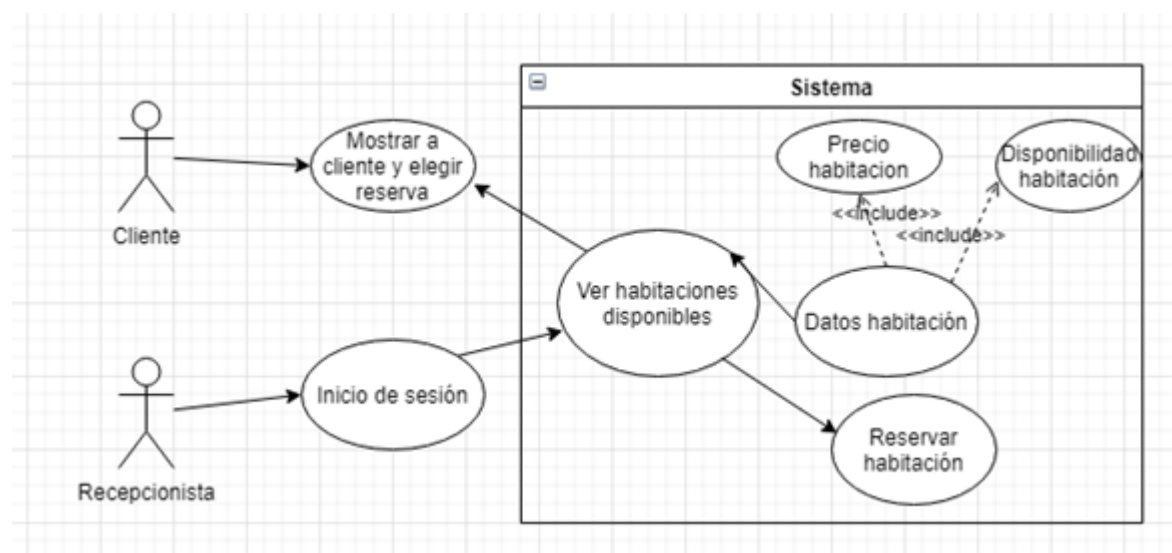 Sistema
Mostrar a
cliente y elegir
reserva
Cliente
Precio
habitacion
Disponibilidad
habitación
<<include>>
<<include>>
Ver habitaciones
disponibles
Datos habitación
Inicio de sesión
Reservar
habitación
Recepcionista